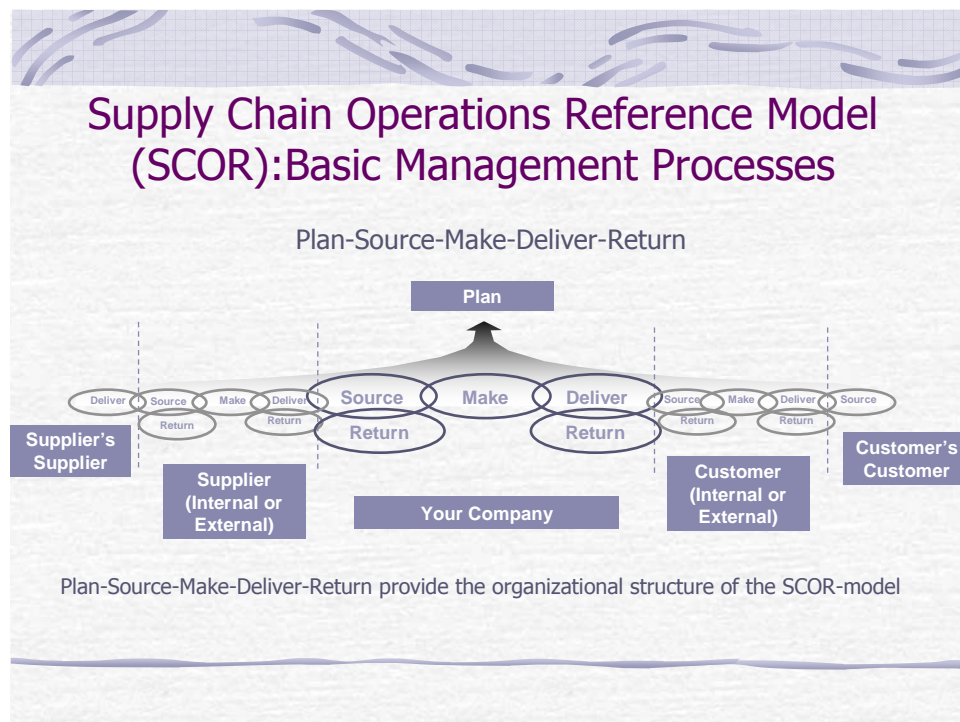 Supply Chain Operations Reference Model
(SCOR):Basic Management Processes
Plan-Source-Make-Deliver-Return
Plan
Deliver Source Make Deliver Source Make Deliver Source Make Deliver Source
Return Return Return Return Return Return
Supplier's
Supplier
Customer's
Customer
Supplier
(Internal or
External)
Your Company
Customer
(Internal or
External)
Plan-Source-Make-Deliver-Return provide the organizational structure of the SCOR-model